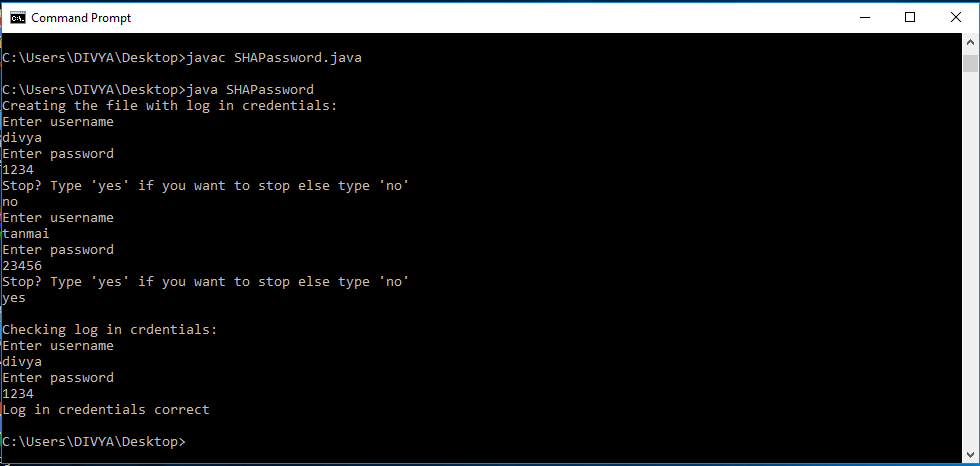 Command Prompt
C:\Users\DIVYA\Desktop>javac SHAPassword.java
C:\Users\DIVYA\Desktop>java SHAPassword
Creating the file with log in credentials:
Enter username
divya
Enter password
1234
Stop? Type 'yes' if you want to stop else type 'no'
no
Enter username
tanmai
Enter password
23456
Stop? Type 'yes' if you want to stop else type 'no'
yes
Checking log in crdentials:
Enter username
divya
Enter password
1234
Log in credentials correct
C:\Users\DIVYA\Desktop>